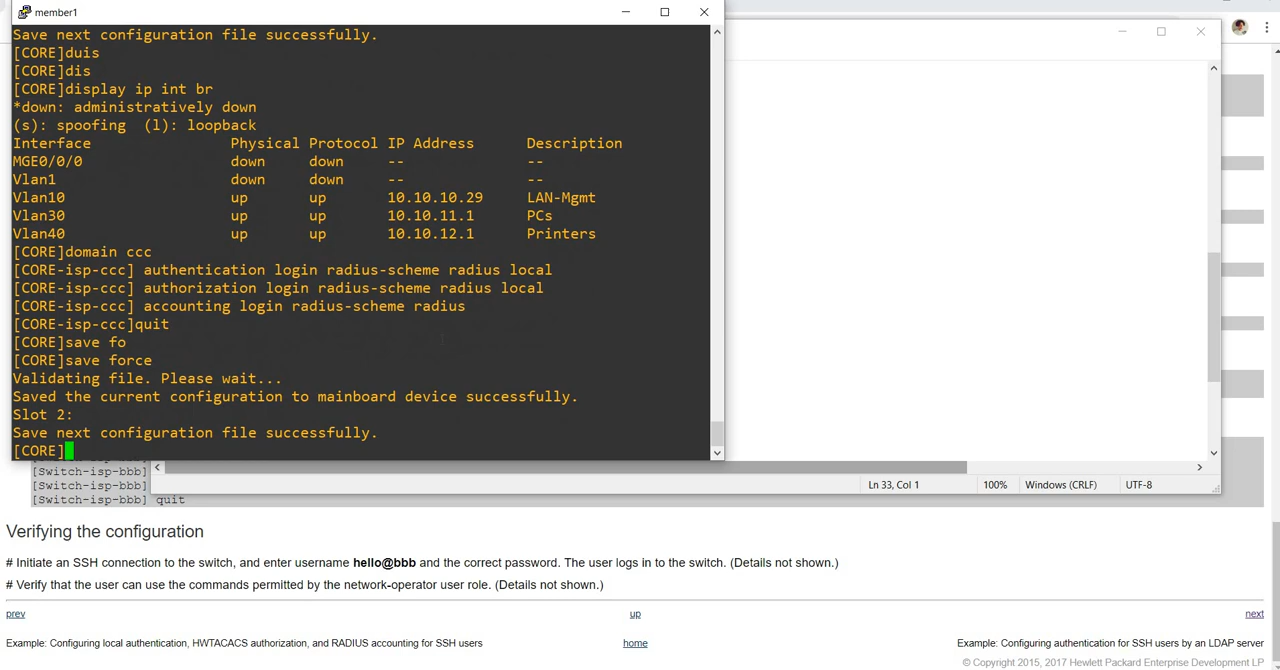 member1
Save next configuration file successfully.
[CORE]duis
[CORE]dis
[CORE]display ip int br
*down: administratively down
(s): spoofing  (l): loopback
Interface Physical Protocol IP Address Description
MGE0/0/0 down down -- --
Vlan1 down down -- --
Vlan10 up up 10.10.10.29 LAN-Mgmt
Vlan30 up up 10.10.11.1 PCs
Vlan40 up up 10.10.12.1 Printers
[CORE]domain ccc
[CORE-isp-ccc] authentication login radius-scheme radius local
[CORE-isp-ccc] authorization login radius-scheme radius local
[CORE-isp-ccc] accounting login radius-scheme radius
[CORE-isp-ccc]quit
[CORE]save fo
[CORE]save force
Validating file. Please wait...
Saved the current configuration to mainboard device successfully.
Slot 2:
Save next configuration file successfully.
[CORE]
[Switch-isp-bbb]
[Switch-isp-bbb]
[Switch-isp-bbb] quit
Ln 33, Col 1 100% Windows (CRLF) UTF-8
Verifying the configuration
# Initiate an SSH connection to the switch, and enter username hello@bbb and the correct password. The user logs in to the switch. (Details not shown.)
# Verify that the user can use the commands permitted by the network-operator user role. (Details not shown.)
prev up next
Example: Configuring local authentication, HWTACACS authorization, and RADIUS accounting for SSH users home Example: Configuring authentication for SSH users by an LDAP server
© Copyright 2015, 2017 Hewlett Packard Enterprise Development LP